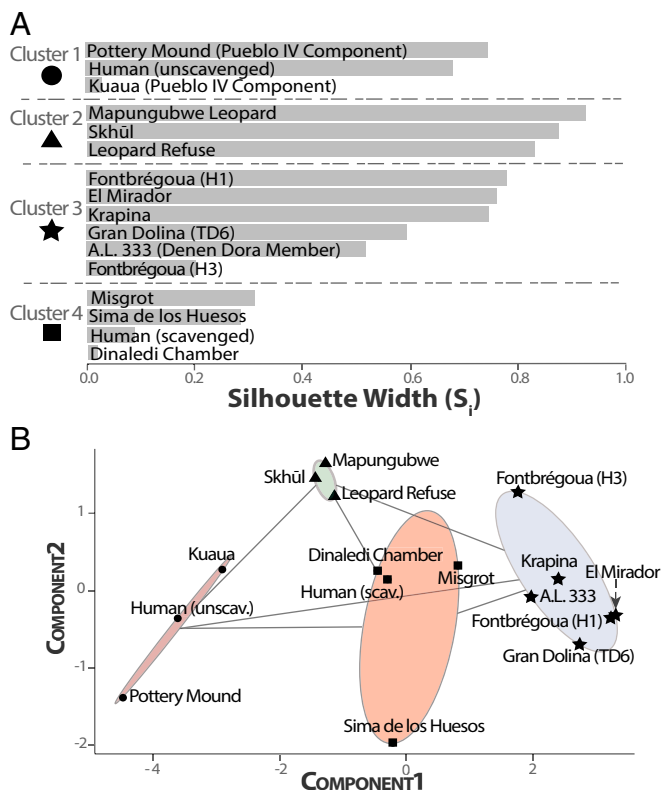 A
Cluster 1
Pottery Mound (Pueblo IV Component)
Human (unscavenged)
Kuaua (Pueblo IV Component)
Cluster 2
Mapungubwe Leopard
Skhūl
Leopard Refuse
Cluster 3
Fontbrégoua (H1)
El Mirador
Krapina
Gran Dolina (TD6)
A.L. 333 (Denen Dora Member)
Fontbrégoua (H3)
Cluster 4
Misgrot
Sima de los Huesos
Human (scavenged)
Dinaledi Chamber
0.0 0.2 0.4 0.6 0.8 1.0
Silhouette Width (Si)
B
Mapungubwe
Skhūl
Leopard Refuse
Fontbrégoua (H3)
1
Kuaua
Dinaledi Chamber
Krapina
El Mirador
Misgrot
0
Human (scav.)
A.L. 333
Human (unscav.)
Fontbrégoua (H1)
Gran Dolina (TD6)
-1
Pottery Mound
Sima de los Huesos
-2
Component2
-4 -2 0 2
Component1